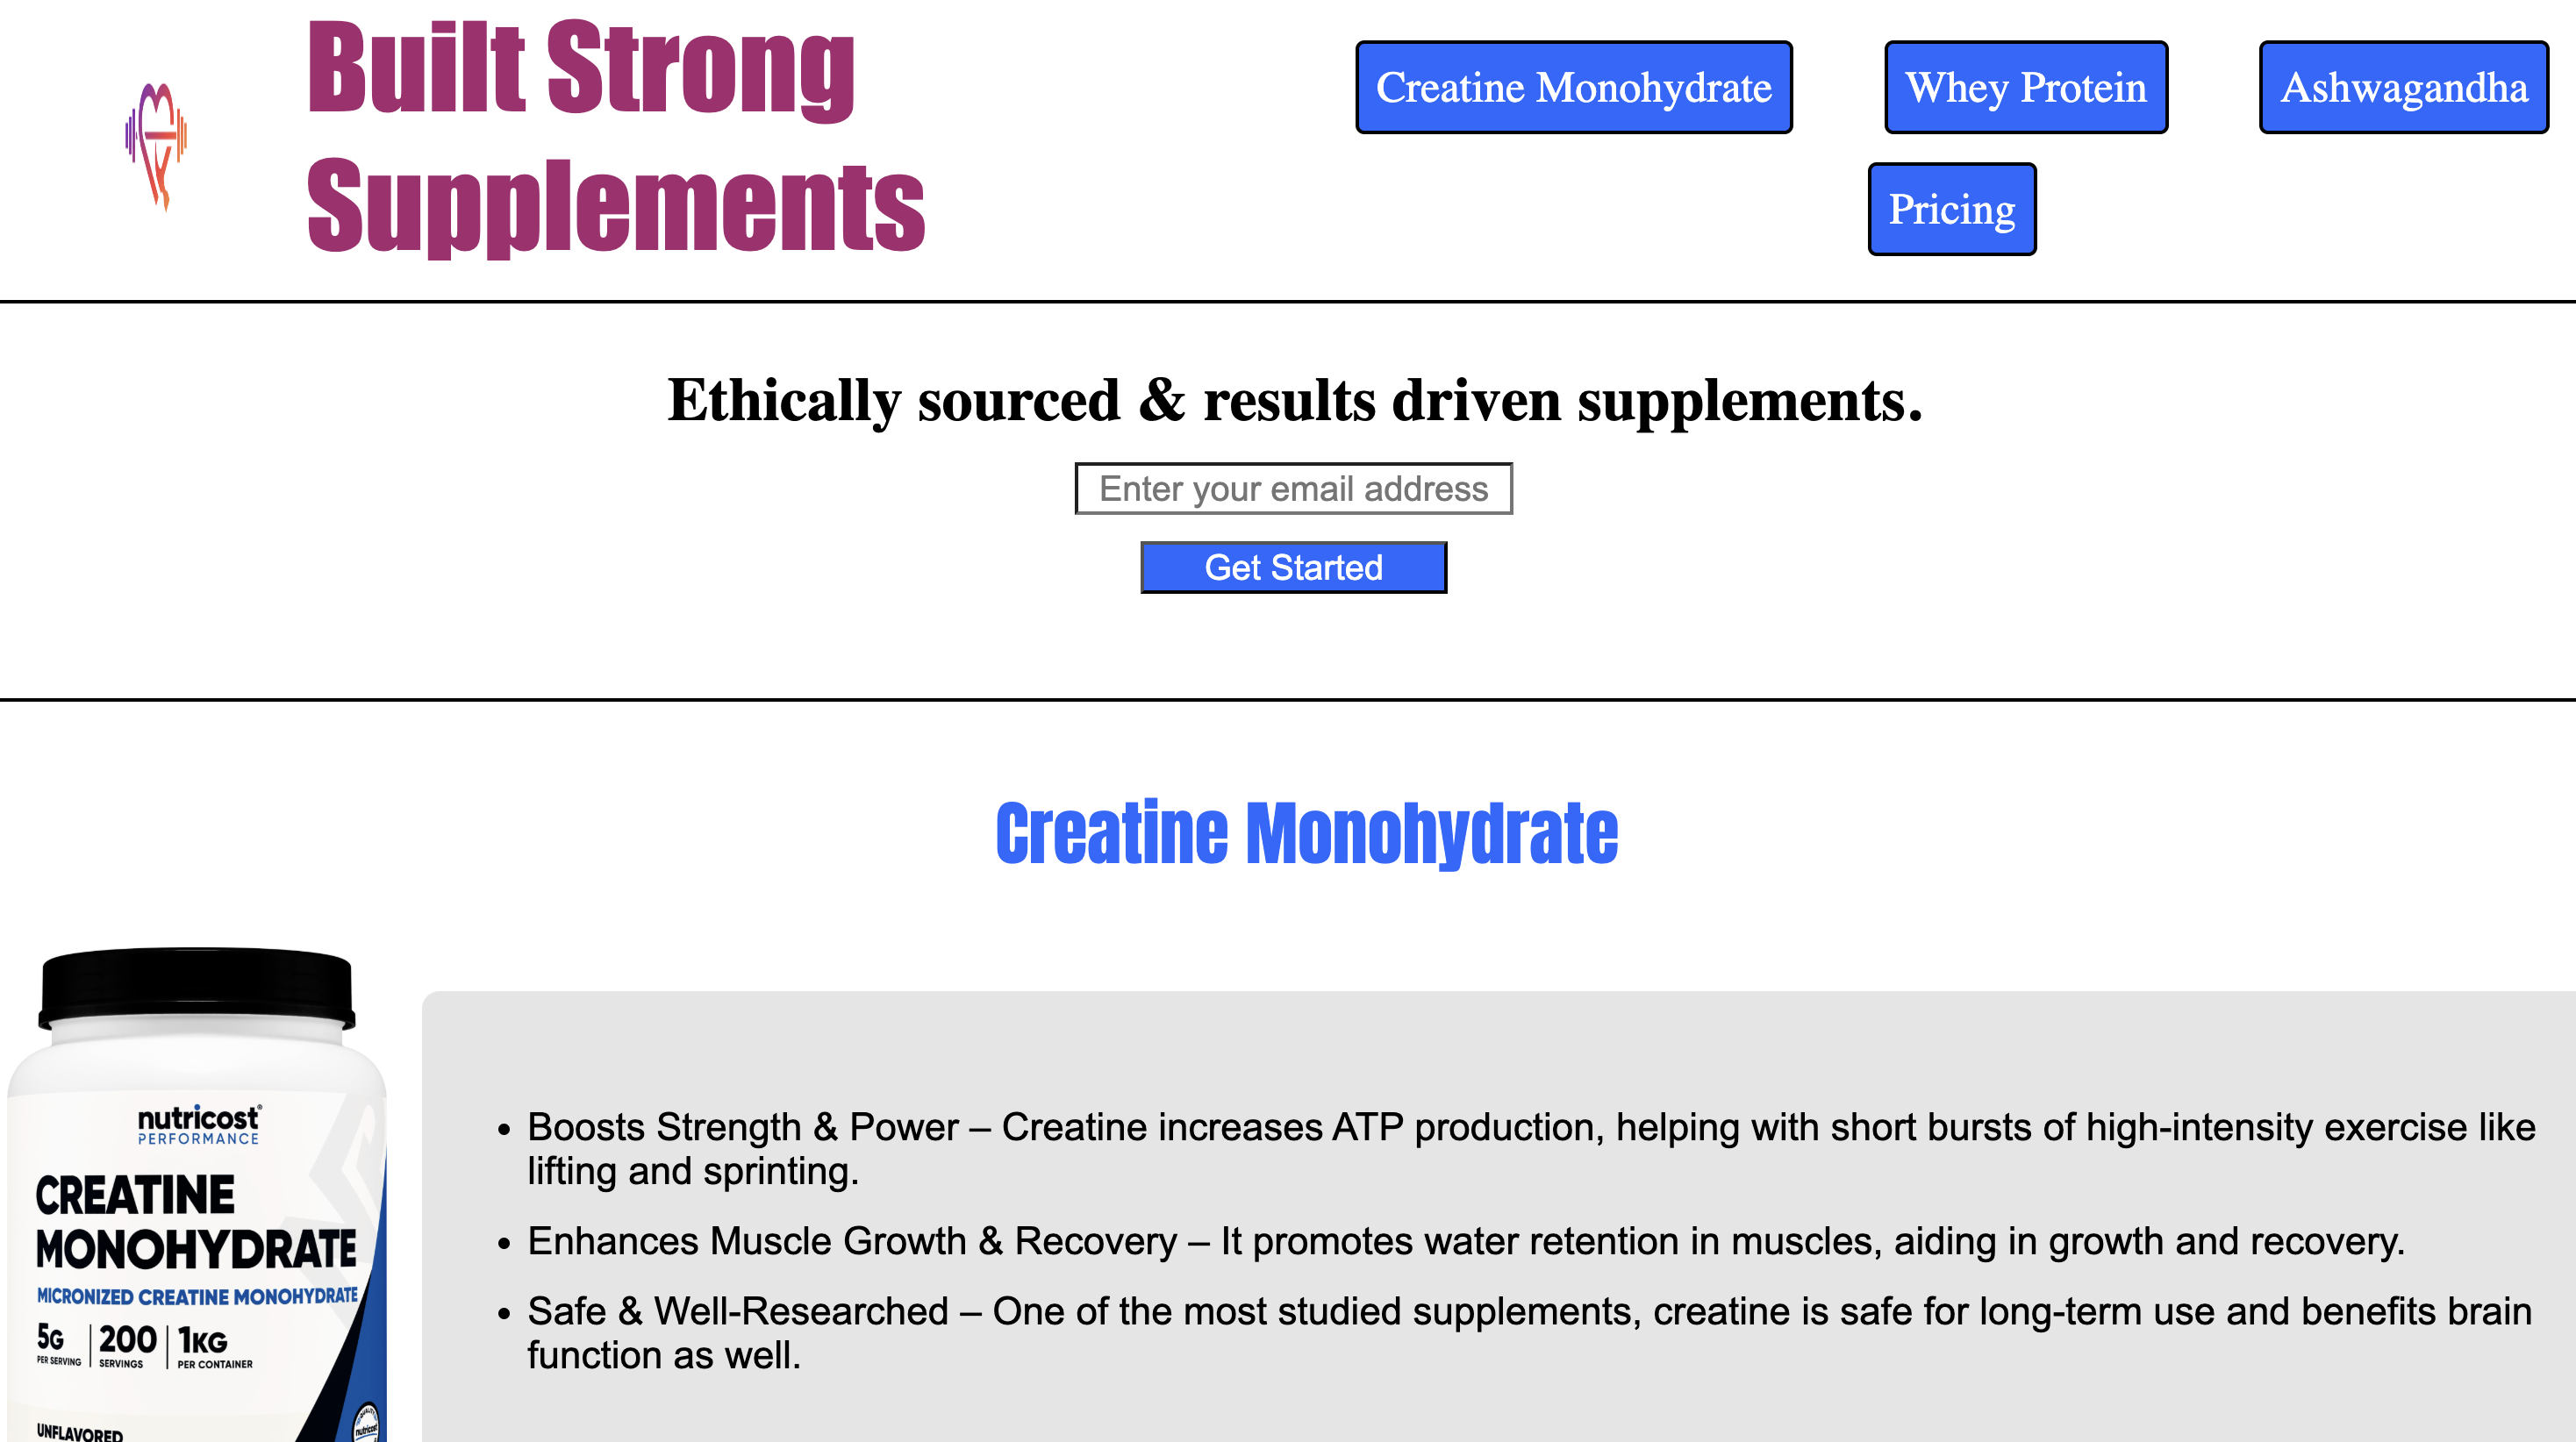 Built Strong
Supplements
Creatine Monohydrate
Whey Protein
Ashwagandha
Pricing
Ethically sourced & results driven supplements.
Enter your email address
Get Started
Creatine Monohydrate
nutricost®
PERFORMANCE
CREATINE
MONOHYDRATE
MICRONIZED CREATINE MONOHYDRATE
5G
PER SERVING
200
SERVINGS
1KG
PER CONTAINER
UNFLAVORED
nutricost
• Boosts Strength & Power – Creatine increases ATP production, helping with short bursts of high-intensity exercise like
lifting and sprinting.
• Enhances Muscle Growth & Recovery – It promotes water retention in muscles, aiding in growth and recovery.
• Safe & Well-Researched – One of the most studied supplements, creatine is safe for long-term use and benefits brain
function as well.